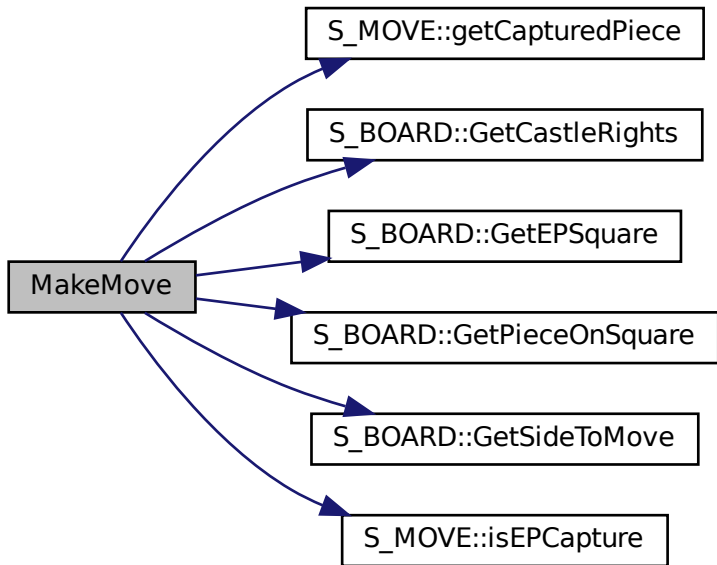 S_MOVE::getCapturedPiece
S_BOARD::GetCastleRights
S_BOARD::GetEPSquare
MakeMove
S_BOARD::GetPieceOnSquare
S_BOARD::GetSideToMove
S_MOVE::isEPCapture